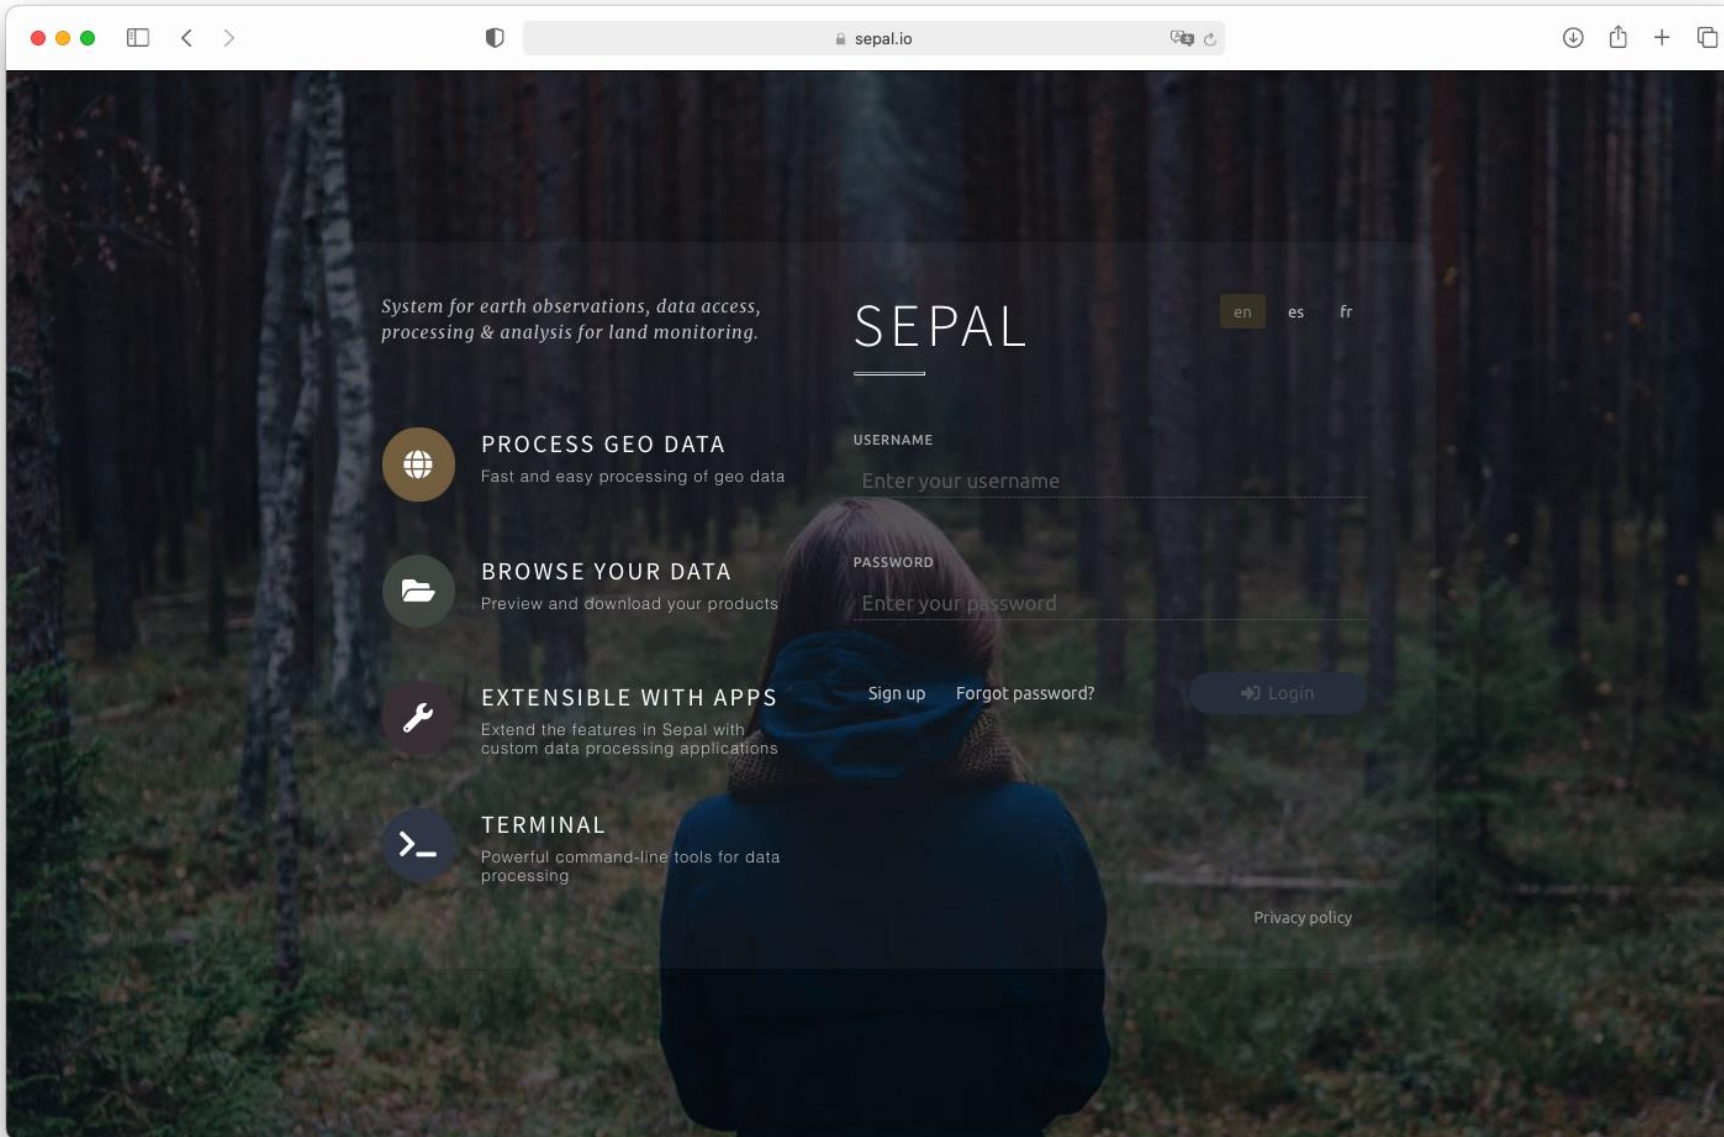 sepal.io
System for earth observations, data access,
processing & analysis for land monitoring.
PROCESS GEO DATA
Fast and easy processing of geo data
BROWSE YOUR DATA
Preview and download your products
EXTENSIBLE WITH APPS
Extend the features in Sepal with
custom data processing applications
TERMINAL
Powerful command-line tools for data
processing
SEPAL
en es fr
USERNAME
Enter your username
PASSWORD
Enter your password
Sign up Forgot password? Login
Privacy policy